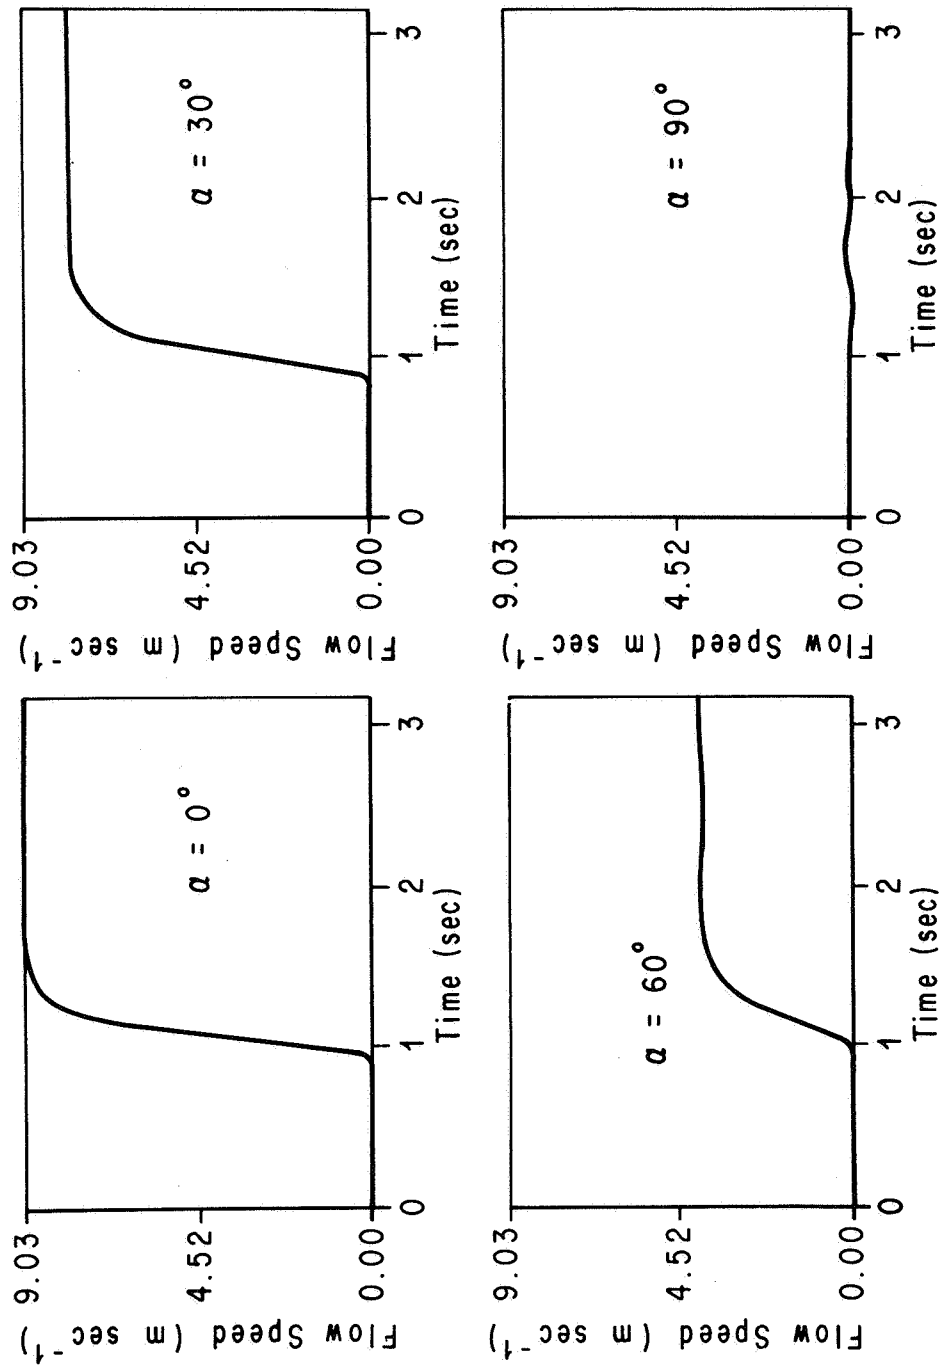 Flow Speed (m sec⁻¹)
9.03
4.52
0.00
α = 0°
0 1 2 3
Time (sec)
Flow Speed (m sec⁻¹)
9.03
4.52
0.00
α = 30°
0 1 2 3
Time (sec)
Flow Speed (m sec⁻¹)
9.03
4.52
0.00
α = 60°
0 1 2 3
Time (sec)
Flow Speed (m sec⁻¹)
9.03
4.52
0.00
α = 90°
0 1 2 3
Time (sec)